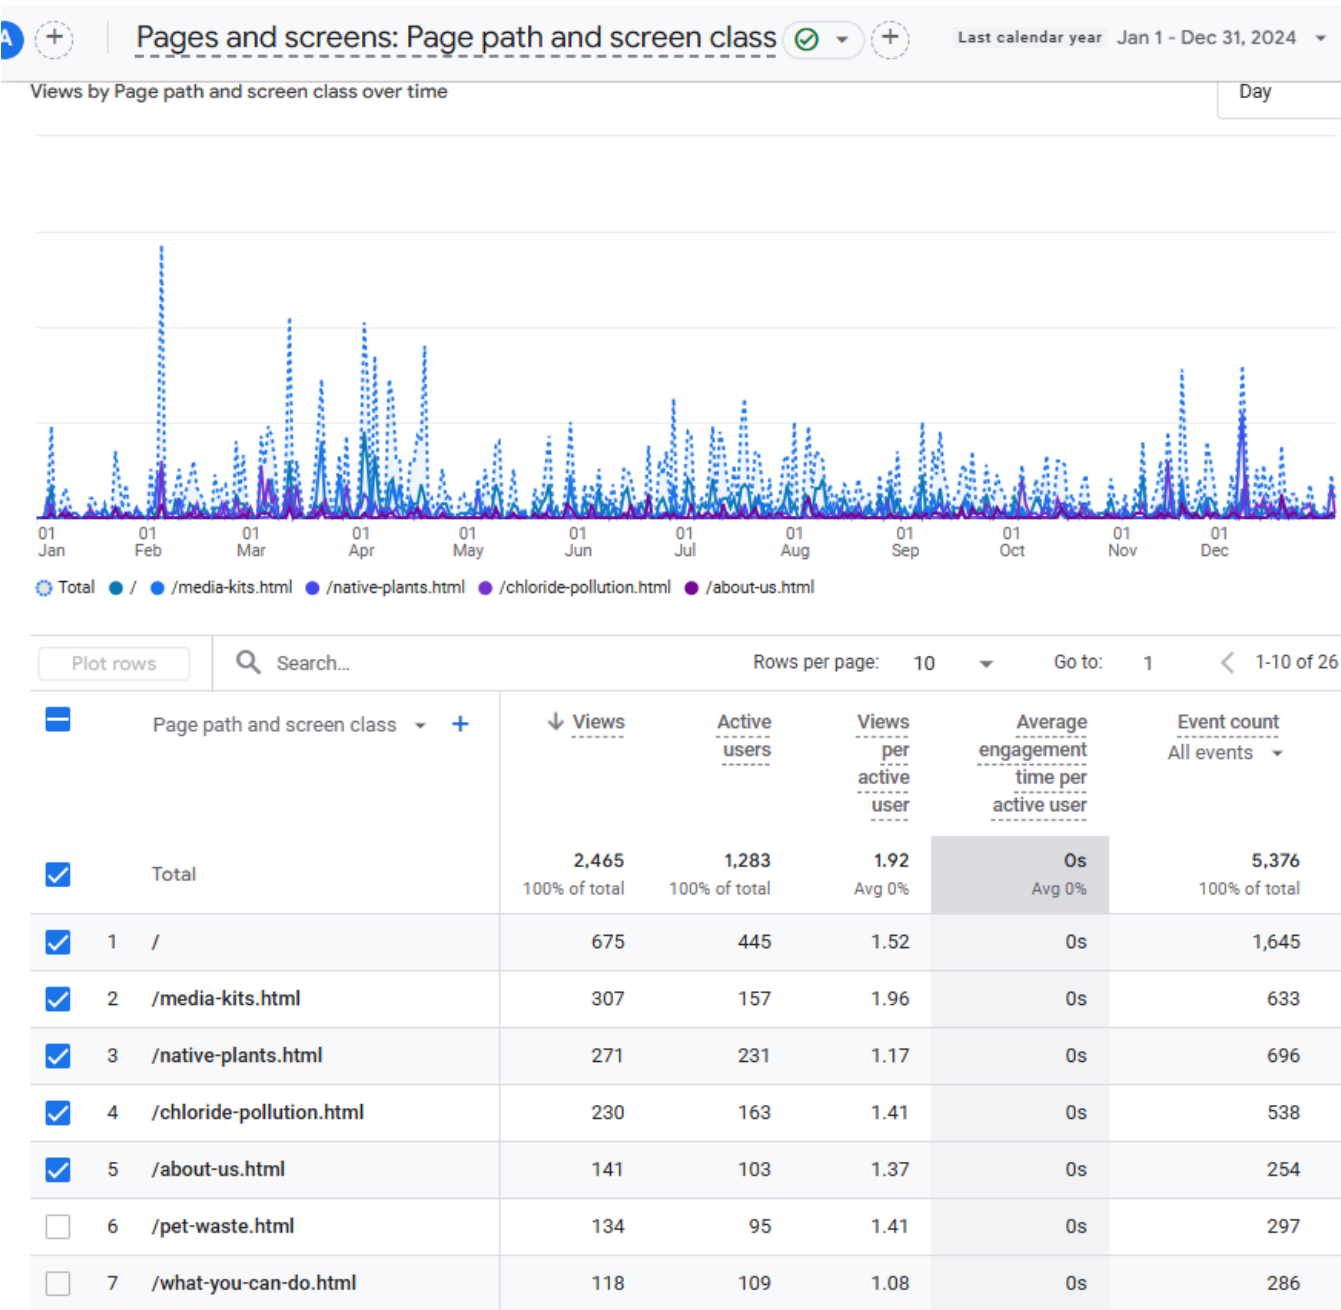 A + Pages and screens: Page path and screen class + Last calendar year Jan 1 - Dec 31, 2024
Views by Page path and screen class over time Day
01 01 01 01 01 01 01 01 01 01 01 01
Jan Feb Mar Apr May Jun Jul Aug Sep Oct Nov Dec
Total / /media-kits.html /native-plants.html /chloride-pollution.html /about-us.html
Plot rows Search... Rows per page: 10 Go to: 1 1-10 of 26
Page path and screen class + Views Active Views Average Event count
users per engagement All events
active time per
user active user
Total 2,465 1,283 1.92 0s 5,376
100% of total 100% of total Avg 0% Avg 0% 100% of total
1 / 675 445 1.52 0s 1,645
2 /media-kits.html 307 157 1.96 0s 633
3 /native-plants.html 271 231 1.17 0s 696
4 /chloride-pollution.html 230 163 1.41 0s 538
5 /about-us.html 141 103 1.37 0s 254
6 /pet-waste.html 134 95 1.41 0s 297
7 /what-you-can-do.html 118 109 1.08 0s 286